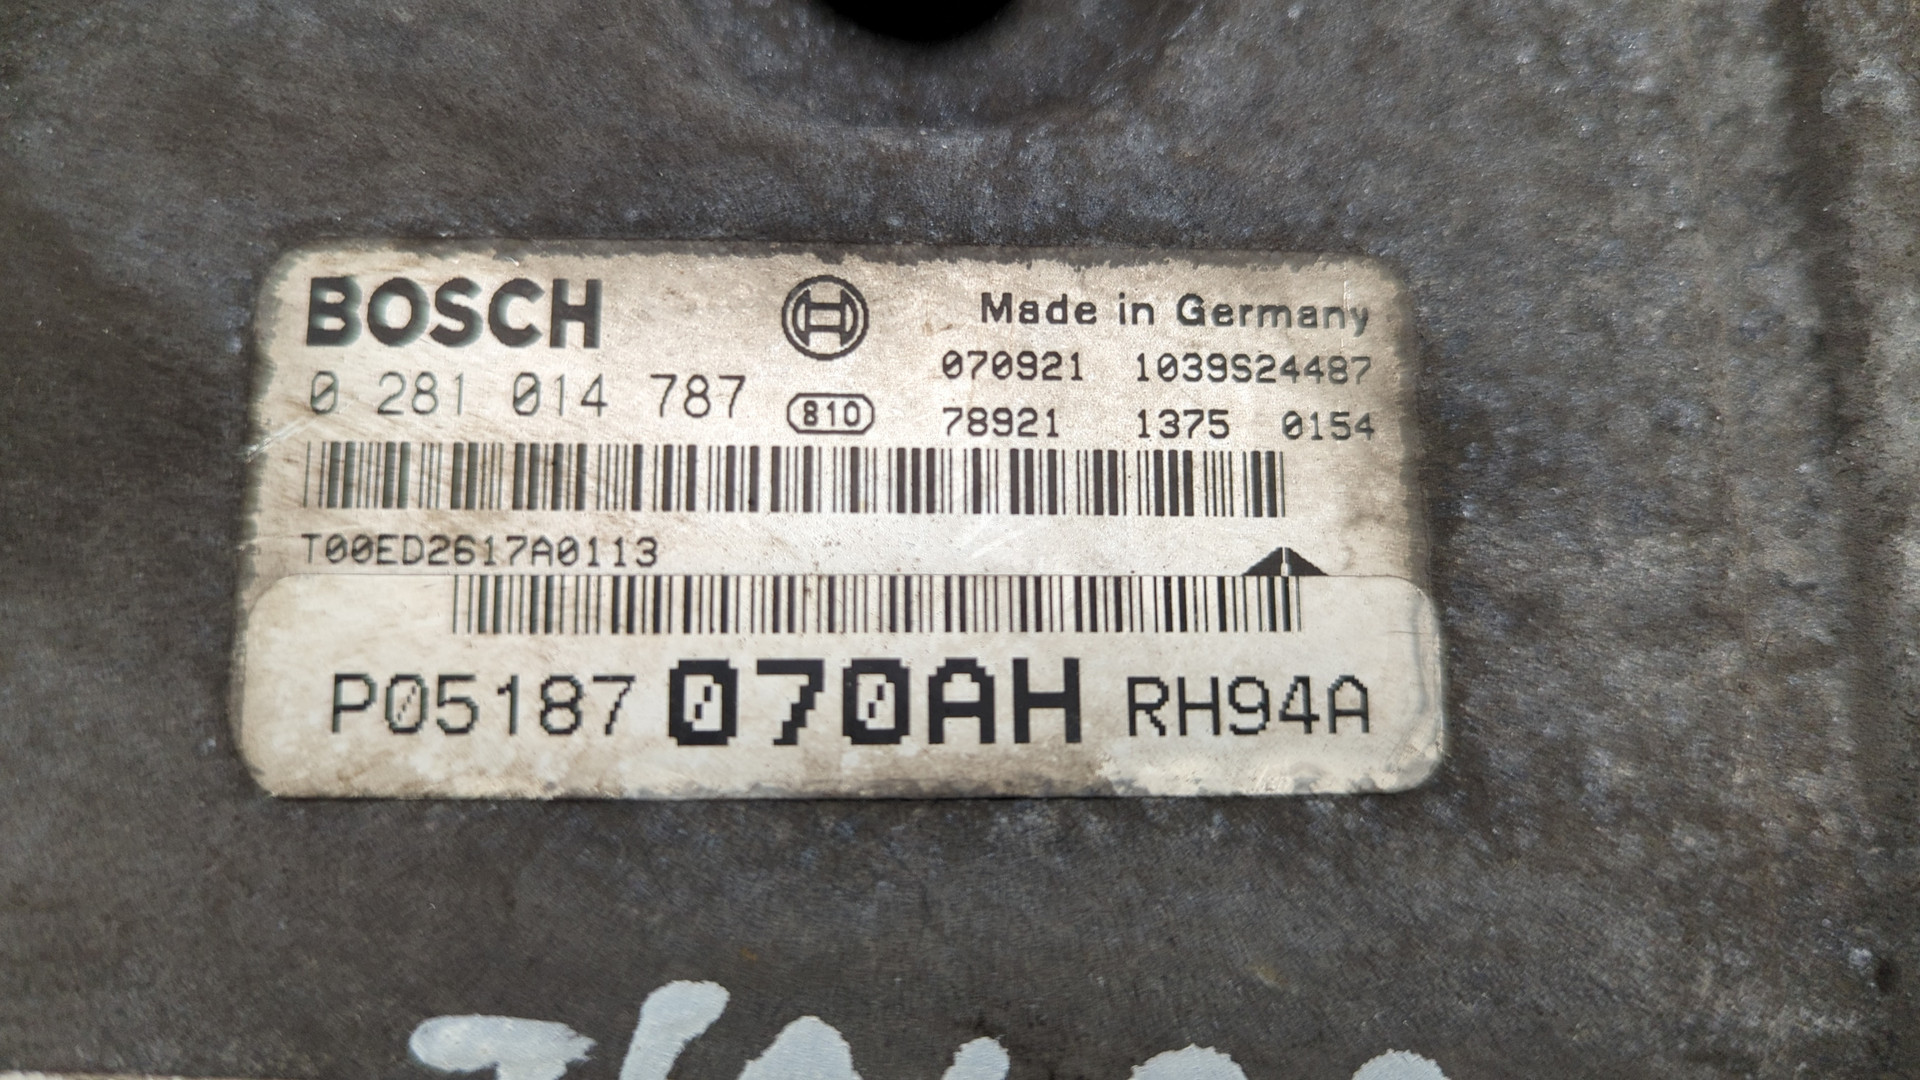 BOSCH
Made in Germany
070921 1039S24487
0 281 014 787
810
78921 1375 0154
T00ED2617A0113
P05187 070AH RH94A